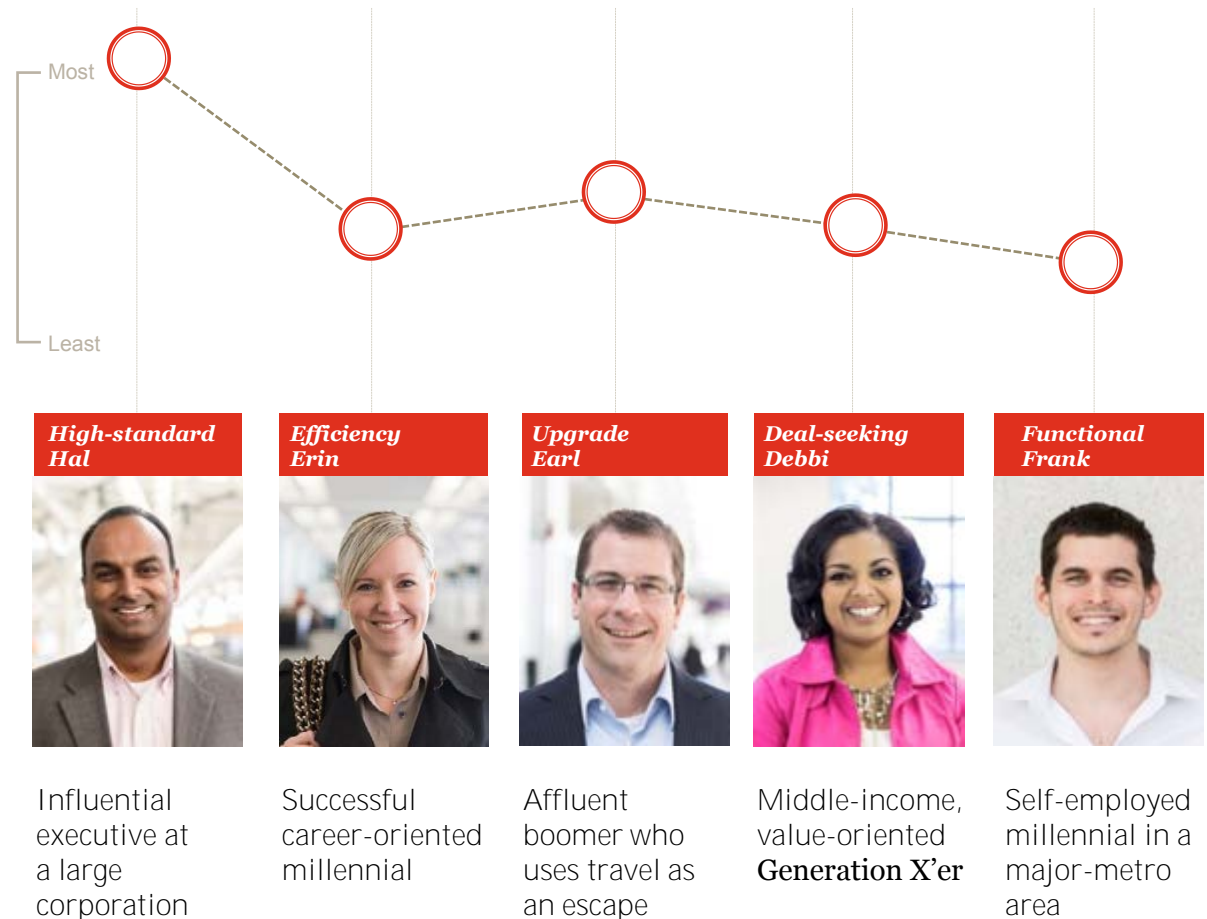 Most
Least
High-standard
Hal
Efficiency
Erin
Upgrade
Earl
Deal-seeking
Debbi
Functional
Frank
Influential
executive at
a large
corporation
Successful
career-oriented
millennial
Affluent
boomer who
uses travel as
an escape
Middle-income,
value-oriented
Generation X’er
Self-employed
millennial in a
major-metro
area